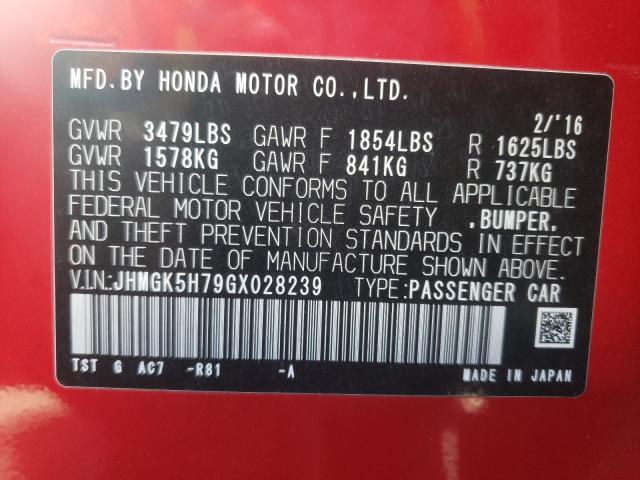 MFD.BY HONDA MOTOR CO.,LTD.
2/'16
GVWR 3479LBS GAWR F 1854LBS R 1625LBS
GVWR 1578KG GAWR F 841KG R 737KG
THIS VEHICLE CONFORMS TO ALL APPLICABLE
FEDERAL MOTOR VEHICLE SAFETY .BUMPER.
AND THEFT PREVENTION STANDARDS IN EFFECT
ON THE DATE OF MANUFACTURE SHOWN ABOVE.
V.IN:JHMGK5H79GX028239 TYPE:PASSENGER CAR
TST G AC7 -R81 -A
MADE IN JAPAN